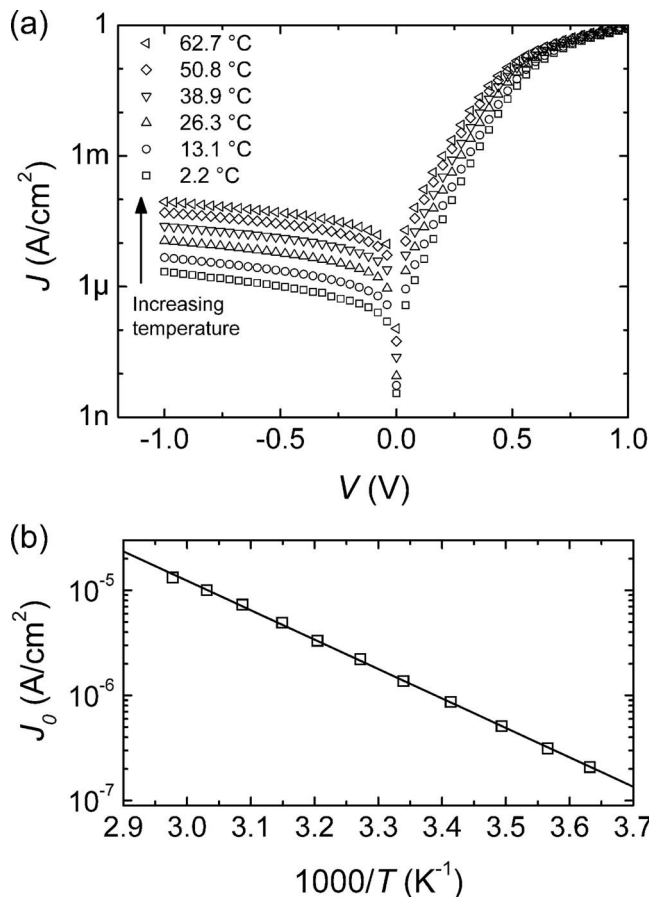 (a)
1
1m
1μ
1n
J (A/cm²)
62.7 °C
50.8 °C
38.9 °C
26.3 °C
13.1 °C
2.2 °C
Increasing
temperature
-1.0 -0.5 0.0 0.5 1.0
V (V)
(b)
10⁻⁵
10⁻⁶
10⁻⁷
J₀ (A/cm²)
2.9 3.0 3.1 3.2 3.3 3.4 3.5 3.6 3.7
1000/T (K⁻¹)